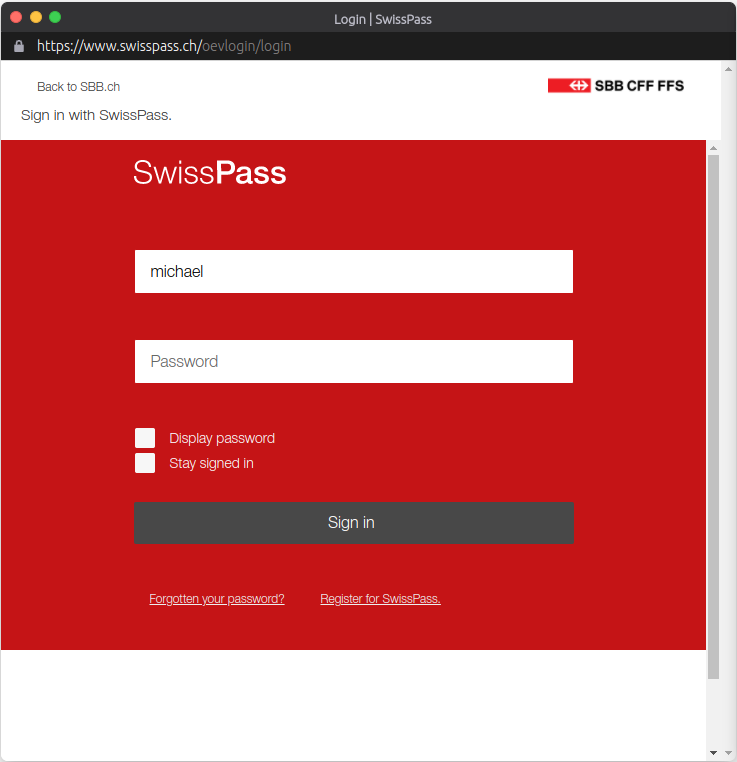 Login | SwissPass
https://www.swisspass.ch/oevlogin/login
Back to SBB.ch
SBB CFF FFS
Sign in with SwissPass.
SwissPass
michael
Password
Display password
Stay signed in
Sign in
Forgotten your password? Register for SwissPass.